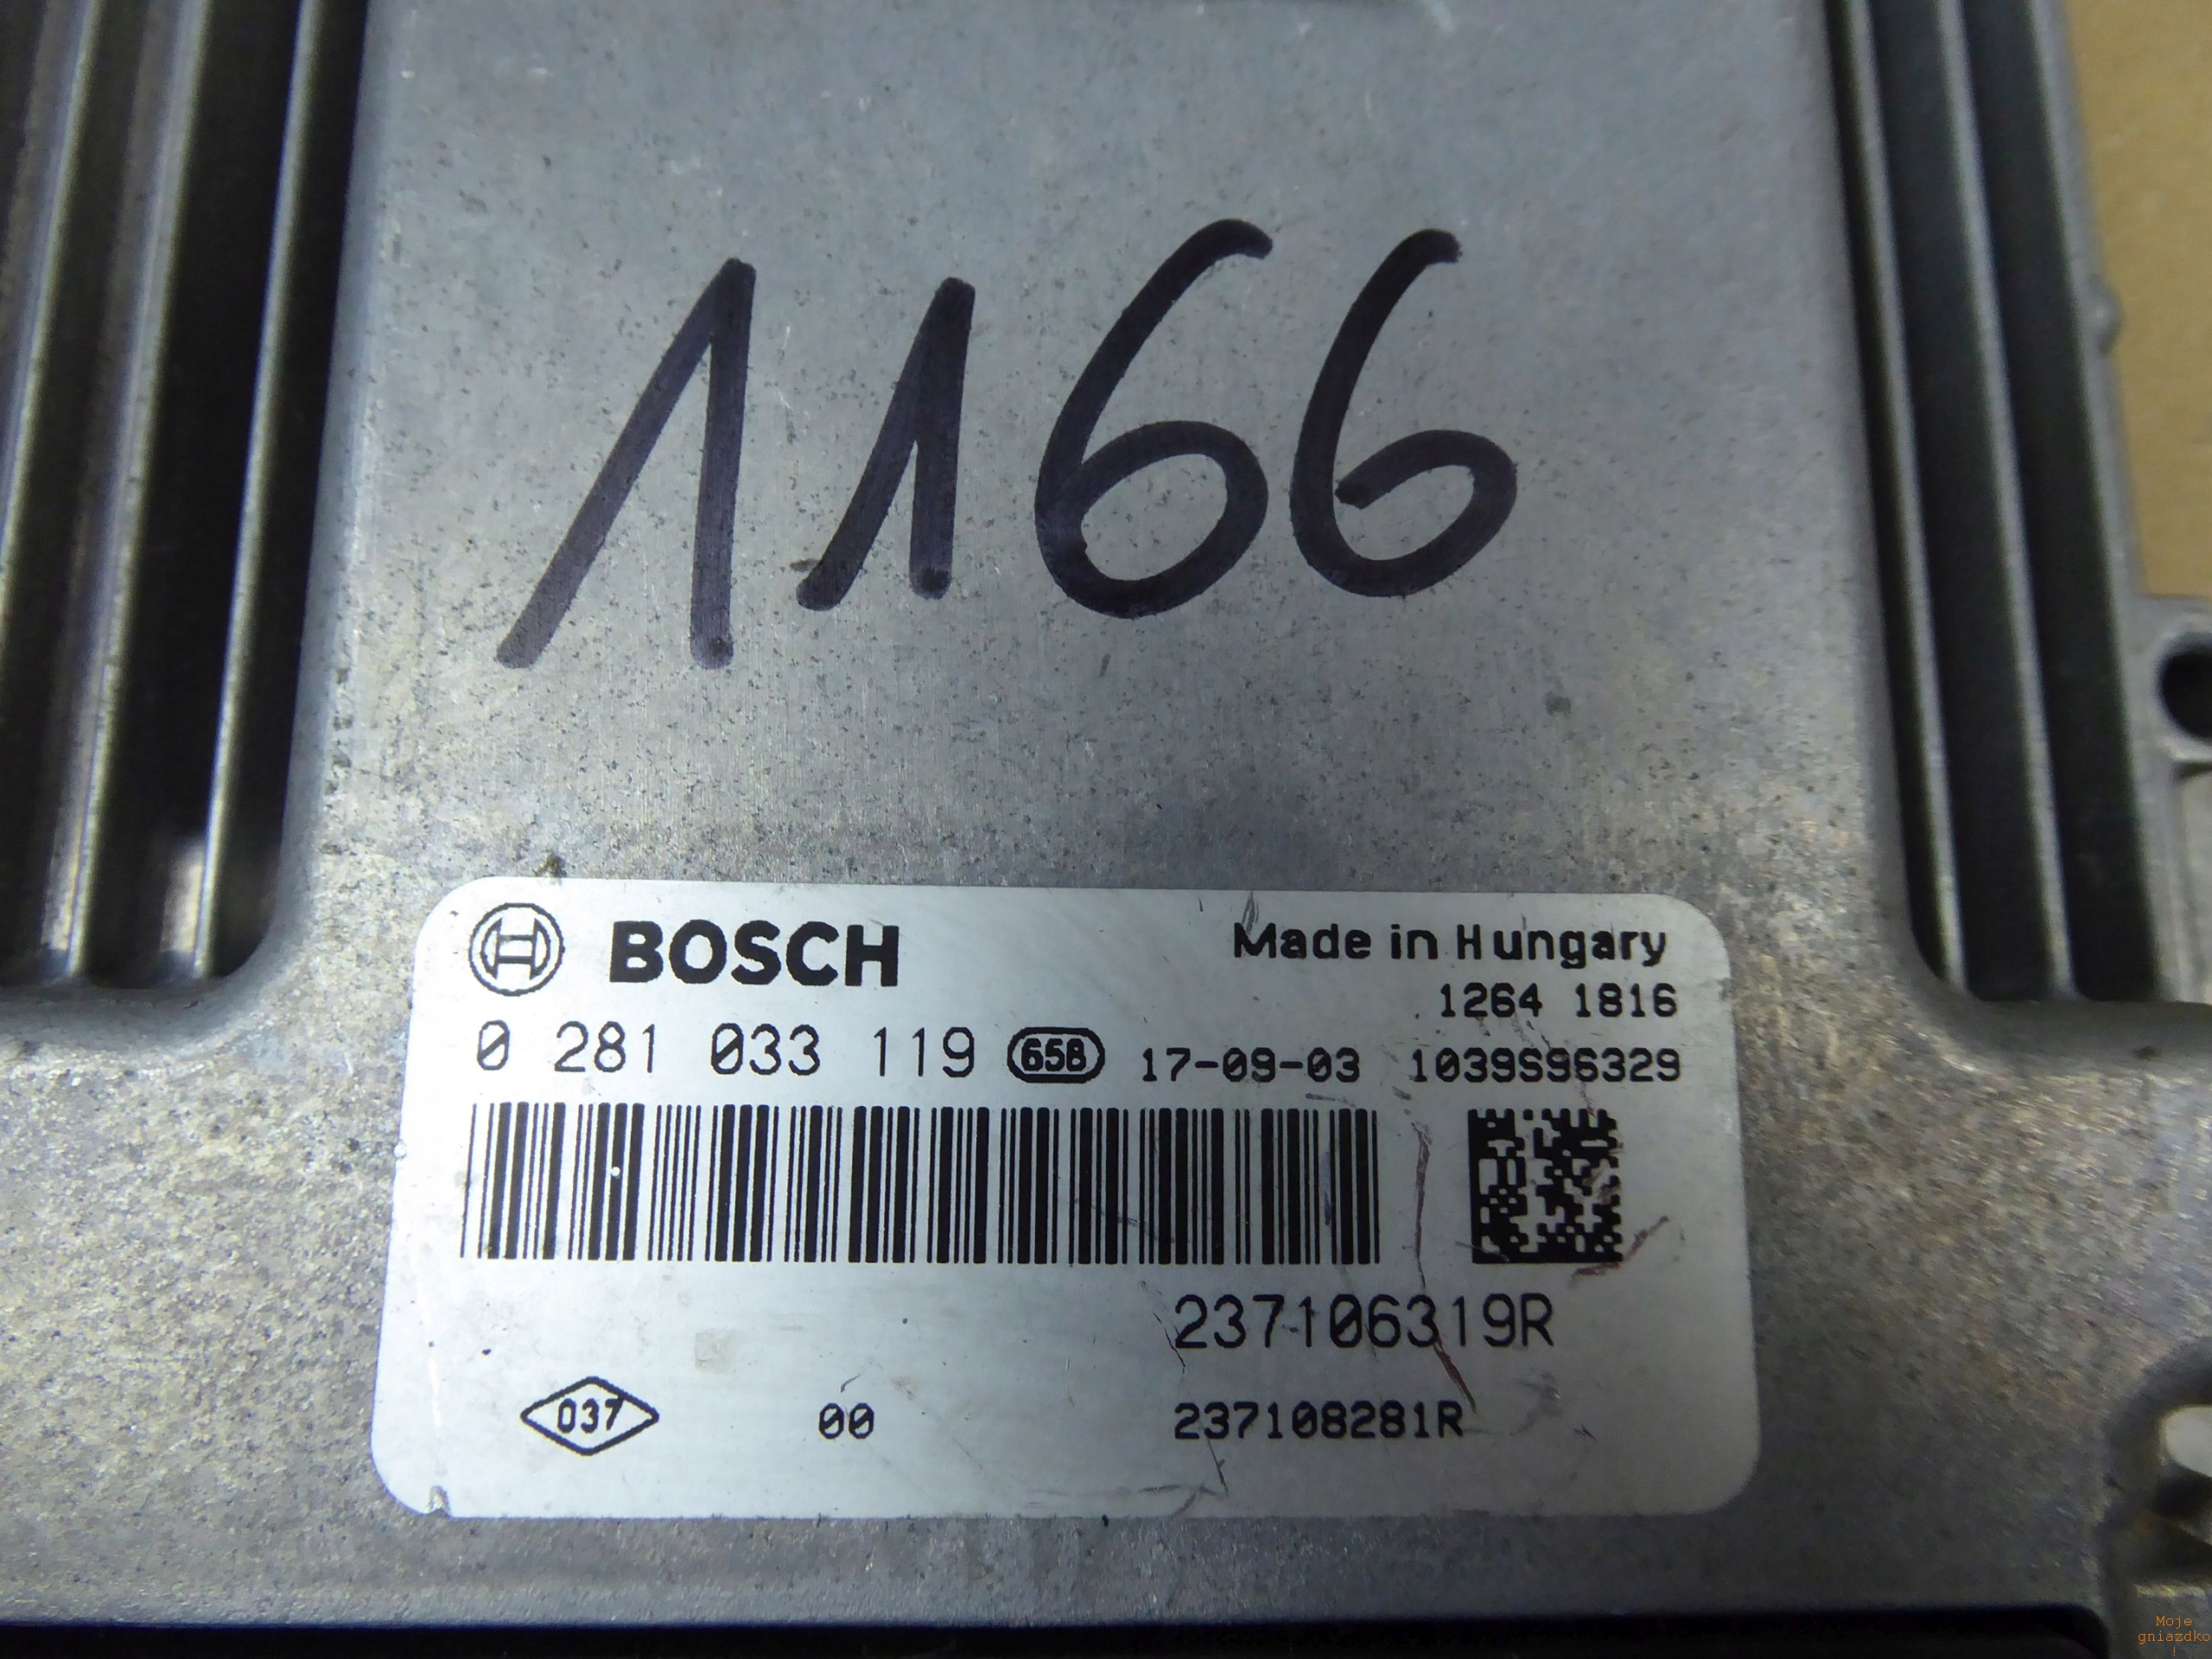 1166
BOSCH
Made in Hungary
1264 1816
0 281 033 119 65B 17-09-03 1039S96329
237106319R
037 00 237108281R
Moje
gniazdko
!